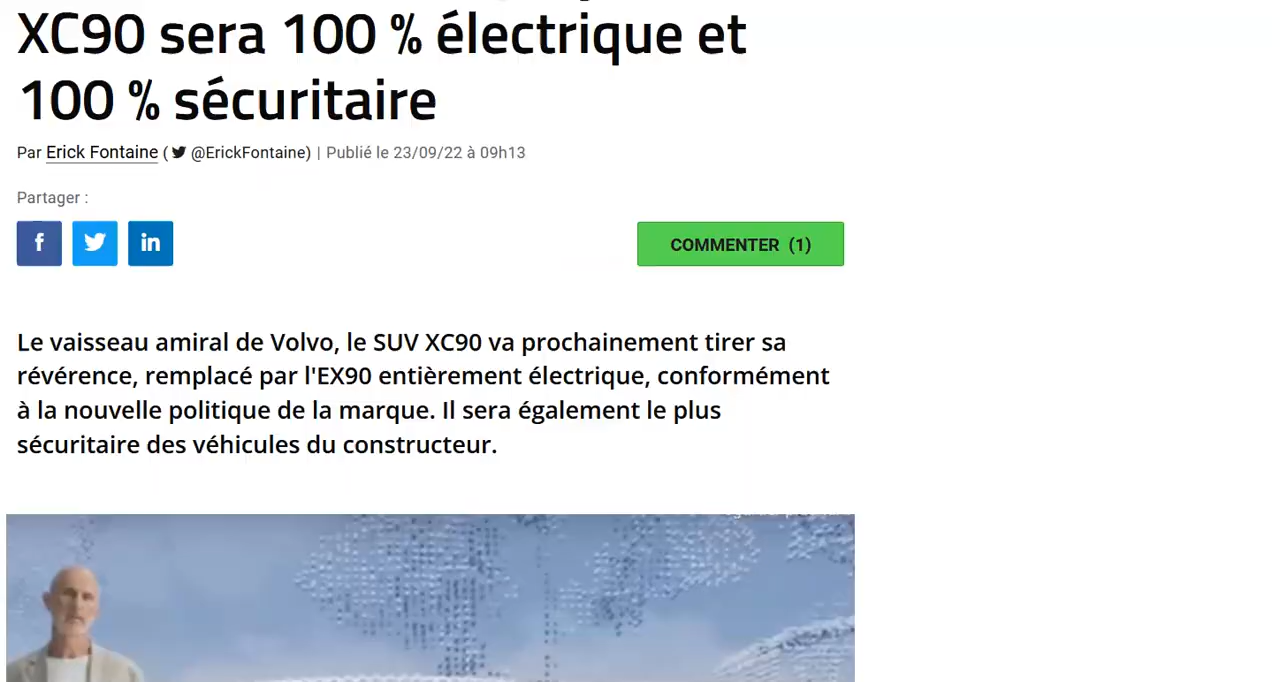 XC90 sera 100 % électrique et
100 % sécuritaire
Par Erick Fontaine ( @ErickFontaine) | Publié le 23/09/22 à 09h13
Partager :
f
in
COMMENTER (1)
Le vaisseau amiral de Volvo, le SUV XC90 va prochainement tirer sa
révérence, remplacé par l'EX90 entièrement électrique, conformément
à la nouvelle politique de la marque. Il sera également le plus
sécuritaire des véhicules du constructeur.